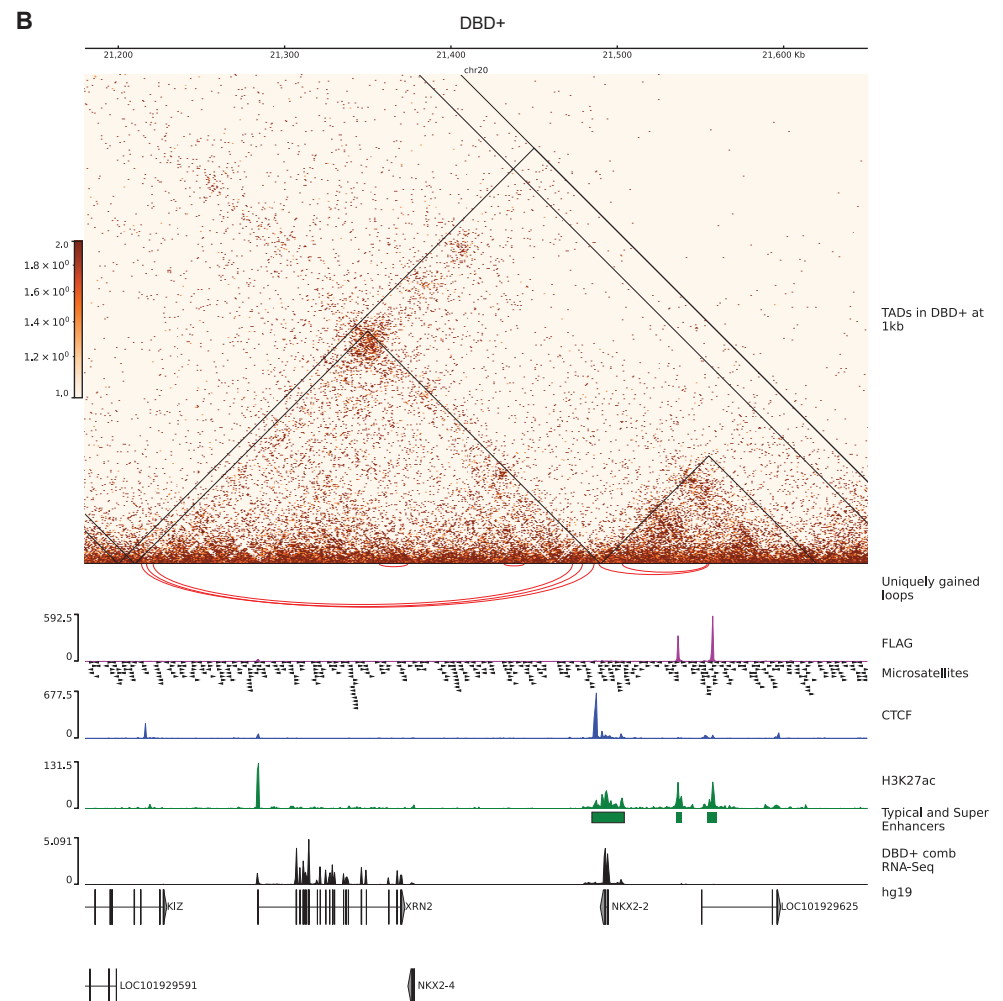 B
DBD+
21,200
21,300
21,400
21,500
21,600 Kb
chr20
2.0
1.8 × 10⁰
1.6 × 10⁰
1.4 × 10⁰
1.2 × 10⁰
1.0
TADs in DBD+ at
1kb
Uniquely gained
loops
592.5
0
FLAG
Microsatellites
677.5
0
CTCF
131.5
0
H3K27ac
Typical and Super
Enhancers
5.091
0
DBD+ comb
RNA-Seq
hg19
KIZ
XRN2
NKX2-2
LOC101929625
LOC101929591
NKX2-4